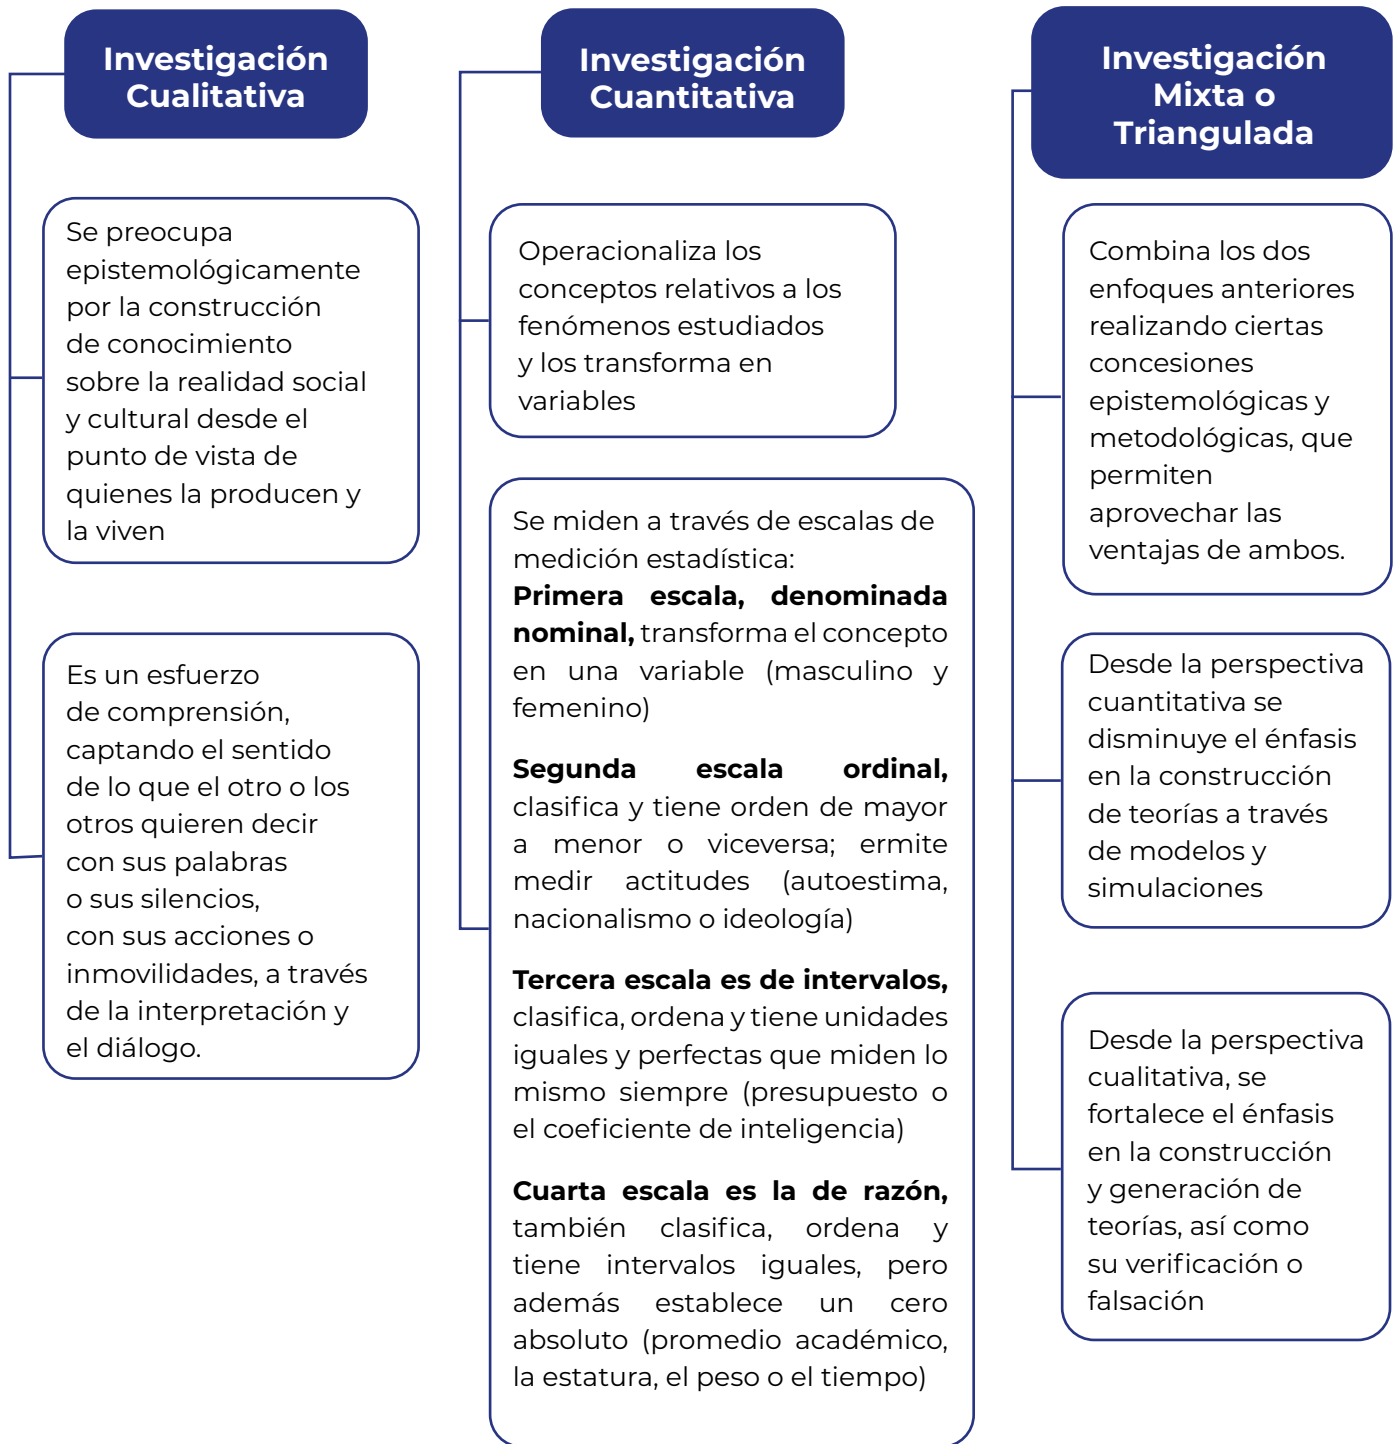 Investigación
Cualitativa
Se preocupa
epistemológicamente
por la construcción
de conocimiento
sobre la realidad social
y cultural desde el
punto de vista de
quienes la producen y
la viven
Es un esfuerzo
de comprensión,
captando el sentido
de lo que el otro o los
otros quieren decir
con sus palabras
o sus silencios,
con sus acciones o
inmovilidades, a través
de la interpretación y
el diálogo.
Investigación
Cuantitativa
Operacionaliza los
conceptos relativos a los
fenómenos estudiados
y los transforma en
variables
Se miden a través de escalas de
medición estadística:
Primera escala, denominada
nominal, transforma el concepto
en una variable (masculino y
femenino)
Segunda escala ordinal,
clasifica y tiene orden de mayor
a menor o viceversa; ermite
medir actitudes (autoestima,
nacionalismo o ideología)
Tercera escala es de intervalos,
clasifica, ordena y tiene unidades
iguales y perfectas que miden lo
mismo siempre (presupuesto o
el coeficiente de inteligencia)
Cuarta escala es la de razón,
también clasifica, ordena y
tiene intervalos iguales, pero
además establece un cero
absoluto (promedio académico,
la estatura, el peso o el tiempo)
Investigación
Mixta o
Triangulada
Combina los dos
enfoques anteriores
realizando ciertas
concesiones
epistemológicas y
metodológicas, que
permiten
aprovechar las
ventajas de ambos.
Desde la perspectiva
cuantitativa se
disminuye el énfasis
en la construcción
de teorías a través
de modelos y
simulaciones
Desde la perspectiva
cualitativa, se
fortalece el énfasis
en la construcción
y generación de
teorías, así como
su verificación o
falsación